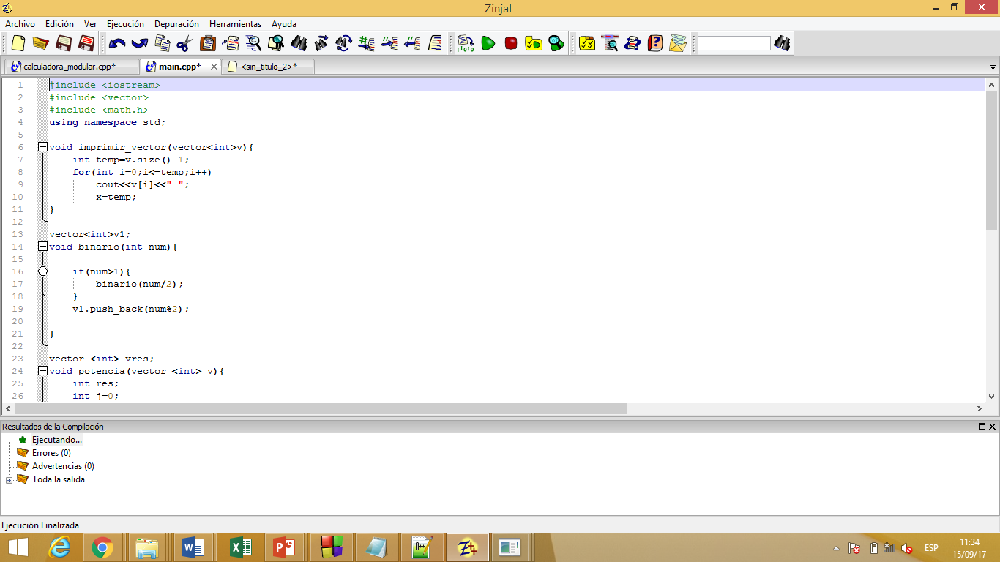 Zinjal
Archivo Edición Ver Ejecución Depuración Herramientas Ayuda
calculadora_modular.cpp* main.cpp* <sin_titulo_2>*
1 #include <iostream>
2 #include <vector>
3 #include <math.h>
4 using namespace std;
5
6 void imprimir_vector(vector<int>v){
7 int temp=v.size()-1;
8 for(int i=0;i<=temp;i++)
9 cout<<v[i]<<" ";
10 x=temp;
11 }
12
13 vector<int>v1;
14 void binario(int num){
15
16 if(num>1){
17 binario(num/2);
18 }
19 v1.push_back(num%2);
20
21 }
22
23 vector <int> vres;
24 void potencia(vector <int> v){
25 int res;
26 int j=0;
Resultados de la Compilación
Ejecutando...
Errores (0)
Advertencias (0)
Toda la salida
Ejecución Finalizada
ESP
11:34
15/09/17